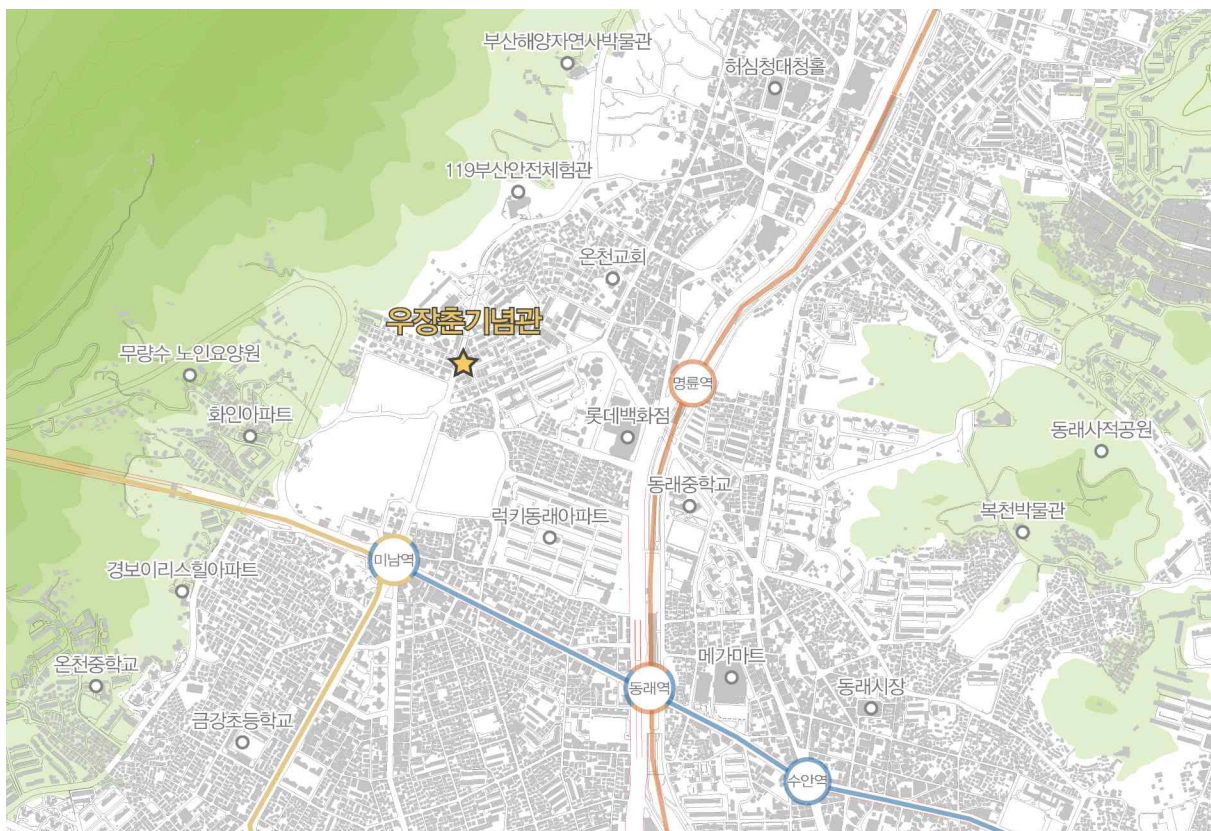 부산해양자연사박물관
허심청대청홀
119부산안전체험관
온천교회
우장춘기념관
무량수 노인요양원
명륜역
화인아파트
롯데백화점
동래사적공원
동래중학교
럭키동래아파트
복천박물관
미남역
경보이리스힐아파트
메가마트
온천중학교
동래역
동래시장
금강초등학교
수안역